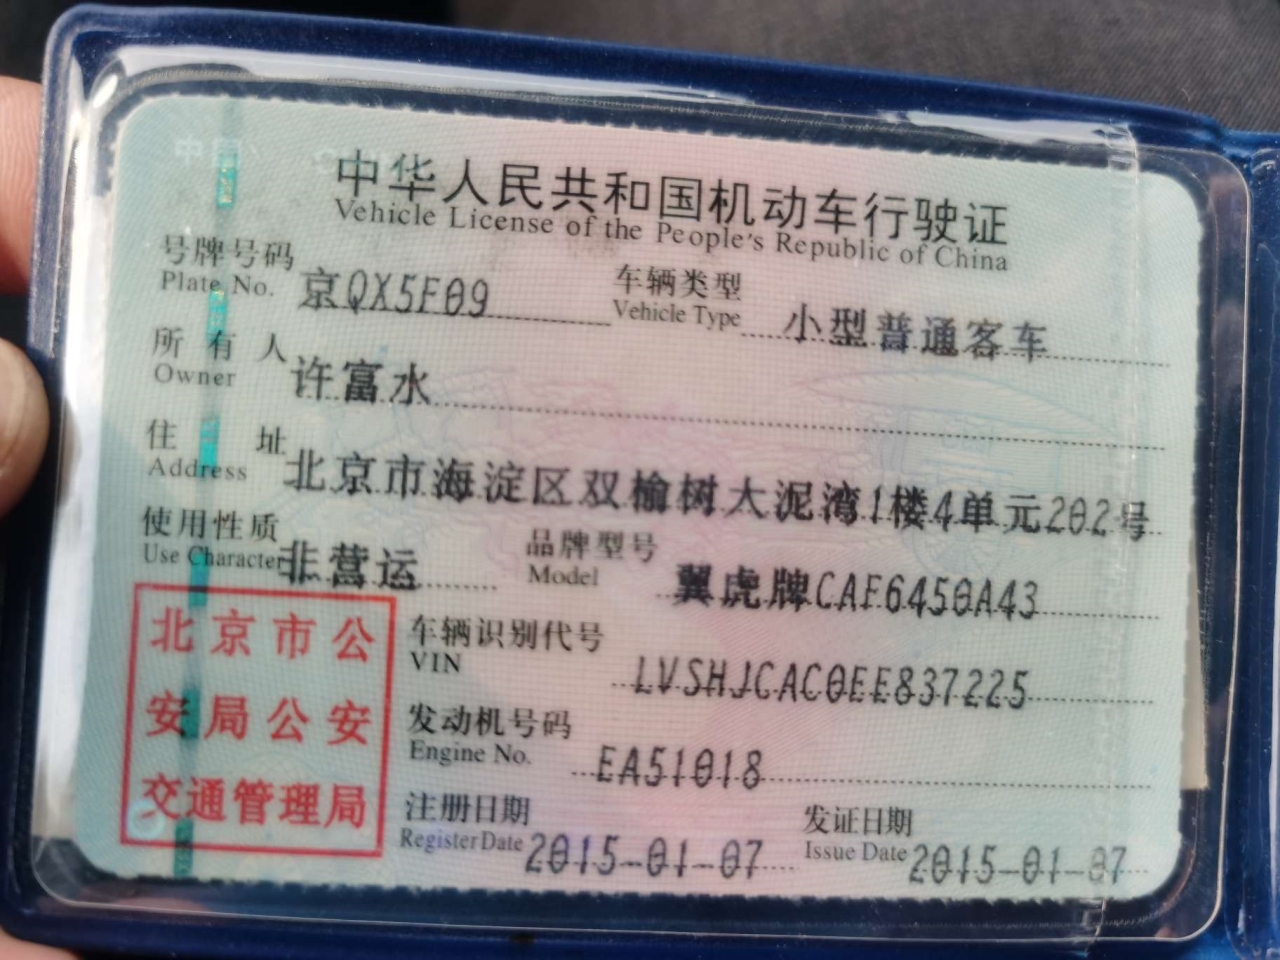 中华人民共和国机动车行驶证
Vehicle License of the People's Republic of China
号牌号码 京QX5F09 车辆类型 小型普通客车
Plate No. Vehicle Type
所有人 许富水
Owner
住址 北京市海淀区双榆树大泥湾1楼4单元202号
Address
使用性质 非营运 品牌型号 翼虎牌CAF6450A43
Use Character Model
北京市公
安局公安
交通管理局
车辆识别代号 LVSHJCAC0EE837225
VIN
发动机号码 EA51018
Engine No.
注册日期 2015-01-07 发证日期 2015-01-07
Register Date Issue Date